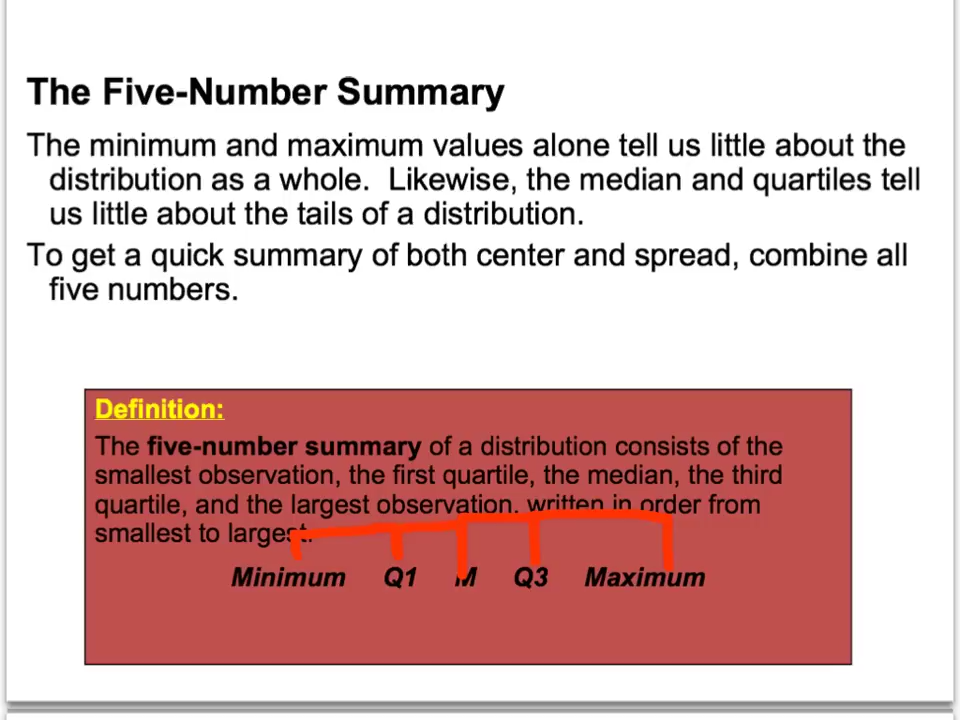 The Five-Number Summary
The minimum and maximum values alone tell us little about the
distribution as a whole. Likewise, the median and quartiles tell
us little about the tails of a distribution.
To get a quick summary of both center and spread, combine all
five numbers.
Definition:
The five-number summary of a distribution consists of the
smallest observation, the first quartile, the median, the third
quartile, and the largest observation, written in order from
smallest to largest.
Minimum Q1 M Q3 Maximum